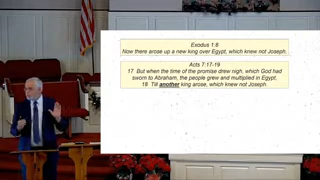 Exodus 1:8
Now there arose up a new king over Egypt, which knew not Joseph.
Acts 7:17-19
17 But when the time of the promise drew nigh, which God had
sworn to Abraham, the people grew and multiplied in Egypt,
18 Till another king arose, which knew not Joseph.